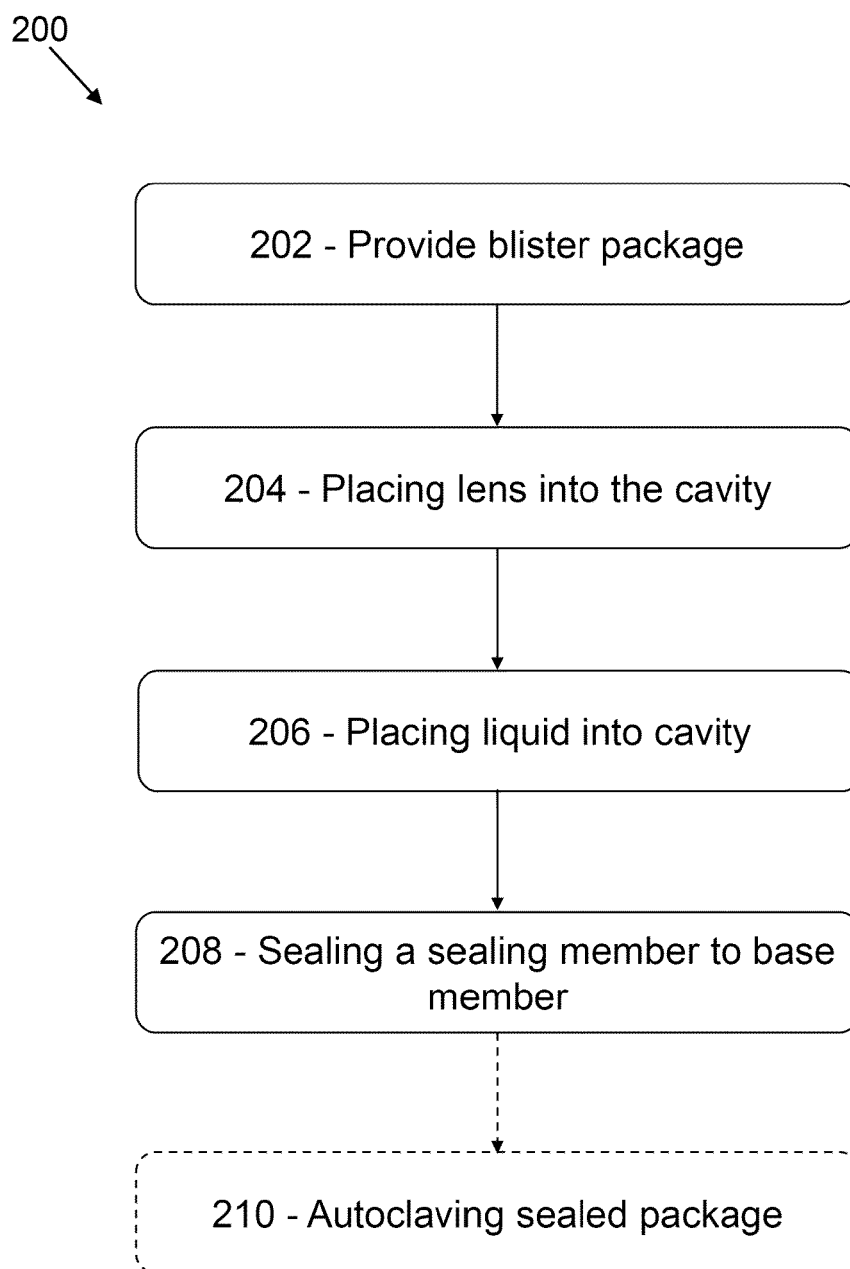 200
202 - Provide blister package
204 - Placing lens into the cavity
206 - Placing liquid into cavity
208 - Sealing a sealing member to base
member
210 - Autoclaving sealed package